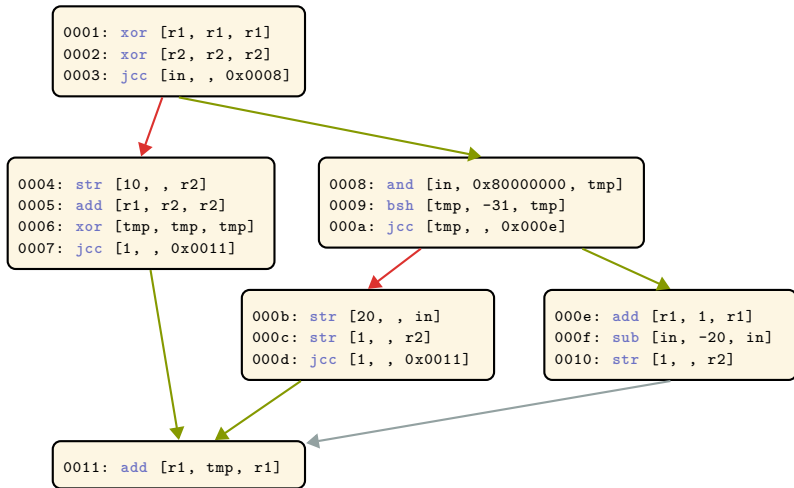 0001: xor [r1, r1, r1]
0002: xor [r2, r2, r2]
0003: jcc [in, , 0x0008]
0004: str [10, , r2]
0005: add [r1, r2, r2]
0006: xor [tmp, tmp, tmp]
0007: jcc [1, , 0x0011]
0008: and [in, 0x80000000, tmp]
0009: bsh [tmp, -31, tmp]
000a: jcc [tmp, , 0x000e]
000b: str [20, , in]
000c: str [1, , r2]
000d: jcc [1, , 0x0011]
000e: add [r1, 1, r1]
000f: sub [in, -20, in]
0010: str [1, , r2]
0011: add [r1, tmp, r1]